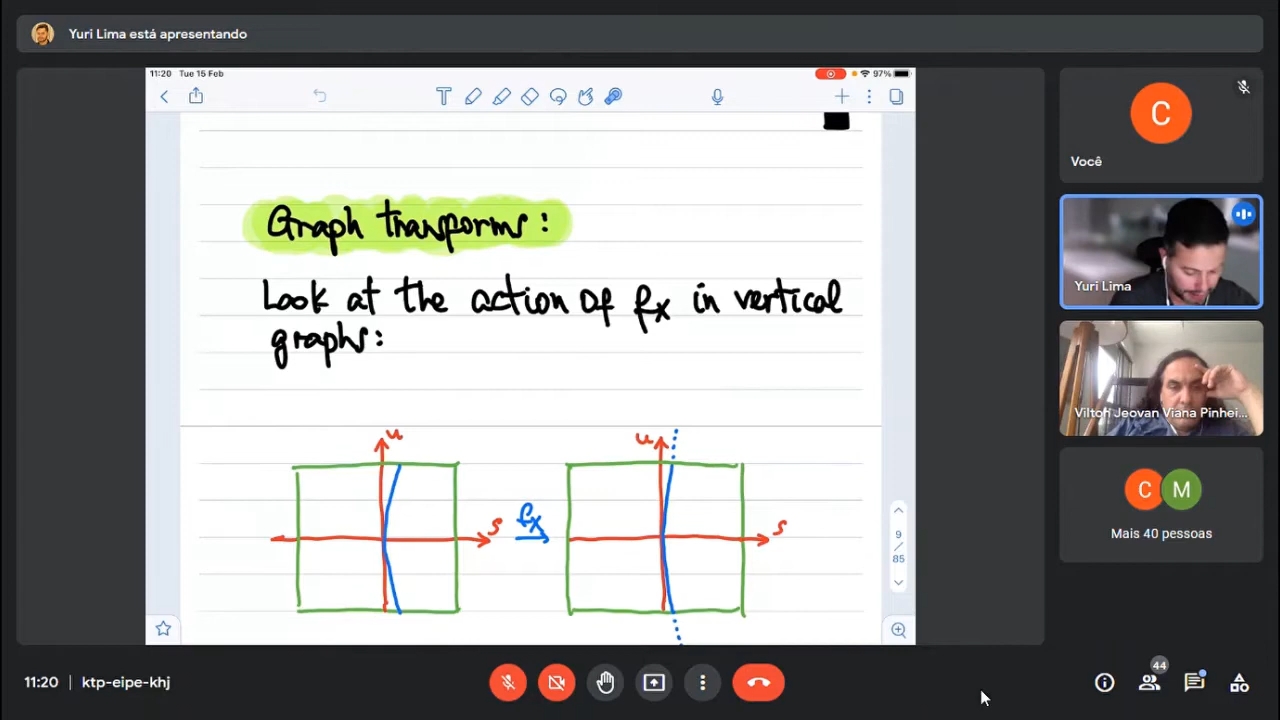 Yuri Lima está apresentando
11:20 Tue 15 Feb
97%
Graph transforms:
Look at the action of fx in vertical
graphs:
u
s
fx
u
s
9
/
85
C
Você
Yuri Lima
Vilton Jeovan Viana Pinhei...
C M
Mais 40 pessoas
11:20 | ktp-eipe-khj
44